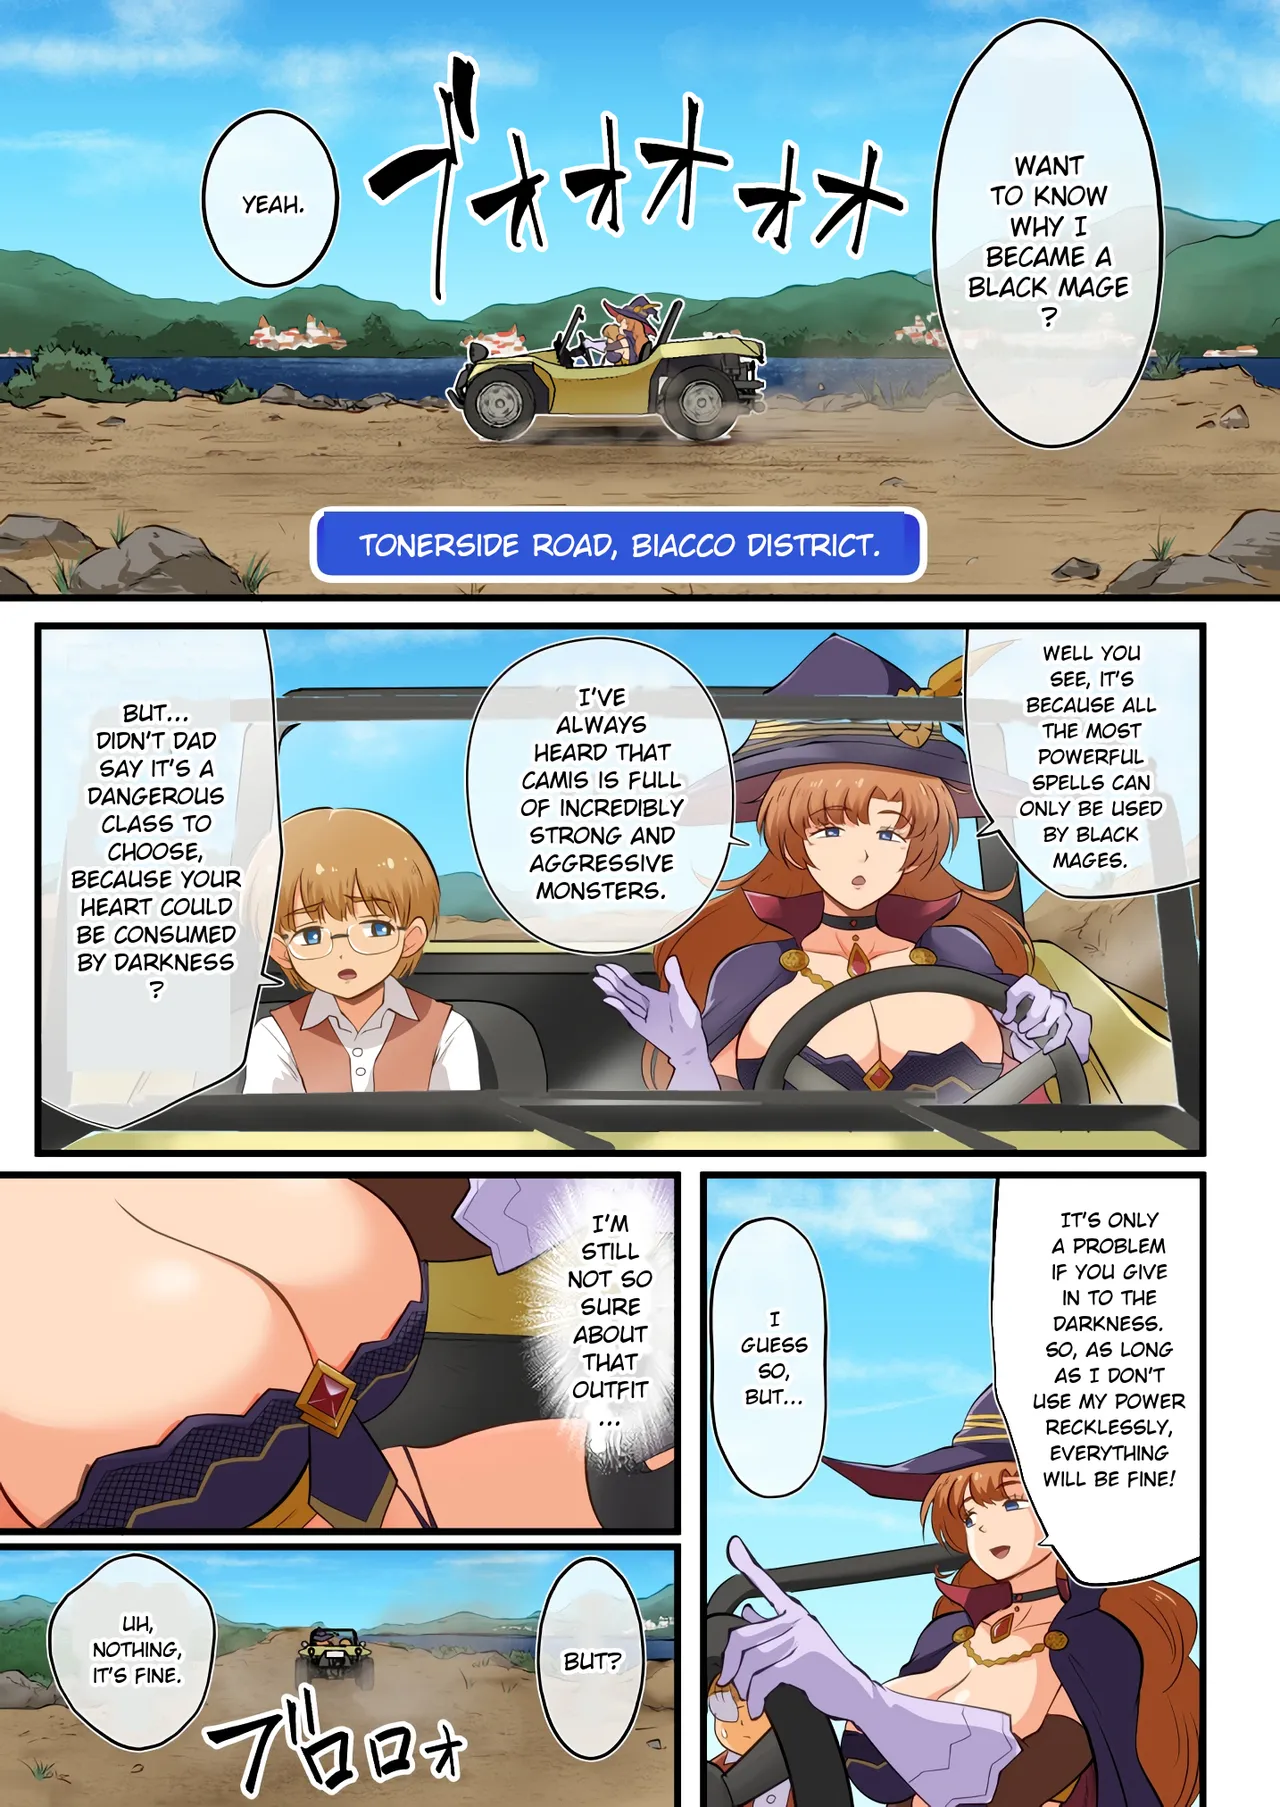 WANT
TO KNOW
WHY I
BECAME A
BLACK MAGE
?
ブオオオオオ
YEAH.
TONERSIDE ROAD, BIACCO DISTRICT.
WELL YOU
SEE, IT'S
BECAUSE ALL
THE MOST
POWERFUL
SPELLS CAN
ONLY BE USED
BY BLACK
MAGES.
I'VE
ALWAYS
HEARD THAT
CAMIS IS FULL
OF INCREDIBLY
STRONG AND
AGGRESSIVE
MONSTERS.
BUT...
DIDN'T DAD
SAY IT'S A
DANGEROUS
CLASS TO
CHOOSE,
BECAUSE YOUR
HEART COULD
BE CONSUMED
BY DARKNESS
?
IT'S ONLY
A PROBLEM
IF YOU GIVE
IN TO THE
DARKNESS.
SO, AS LONG
AS I DON'T
USE MY POWER
RECKLESSLY,
EVERYTHING
WILL BE FINE!
I
GUESS
SO,
BUT...
I'M
STILL
NOT SO
SURE
ABOUT
THAT
OUTFIT
...
BUT?
ブロロロォ
UH,
NOTHING,
IT'S FINE.